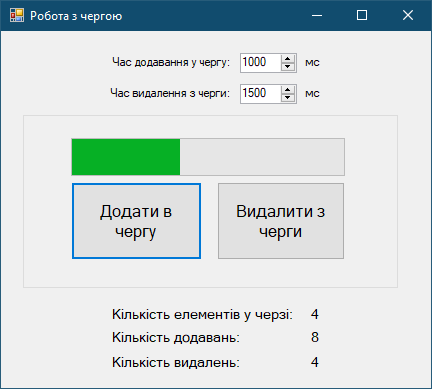 Робота з чергою
Час додавання у чергу: 1000 мс
Час видалення з черги: 1500 мс
Додати в
чергу
Видалити з
черги
Кількість елементів у черзі: 4
Кількість додавань: 8
Кількість видалень: 4